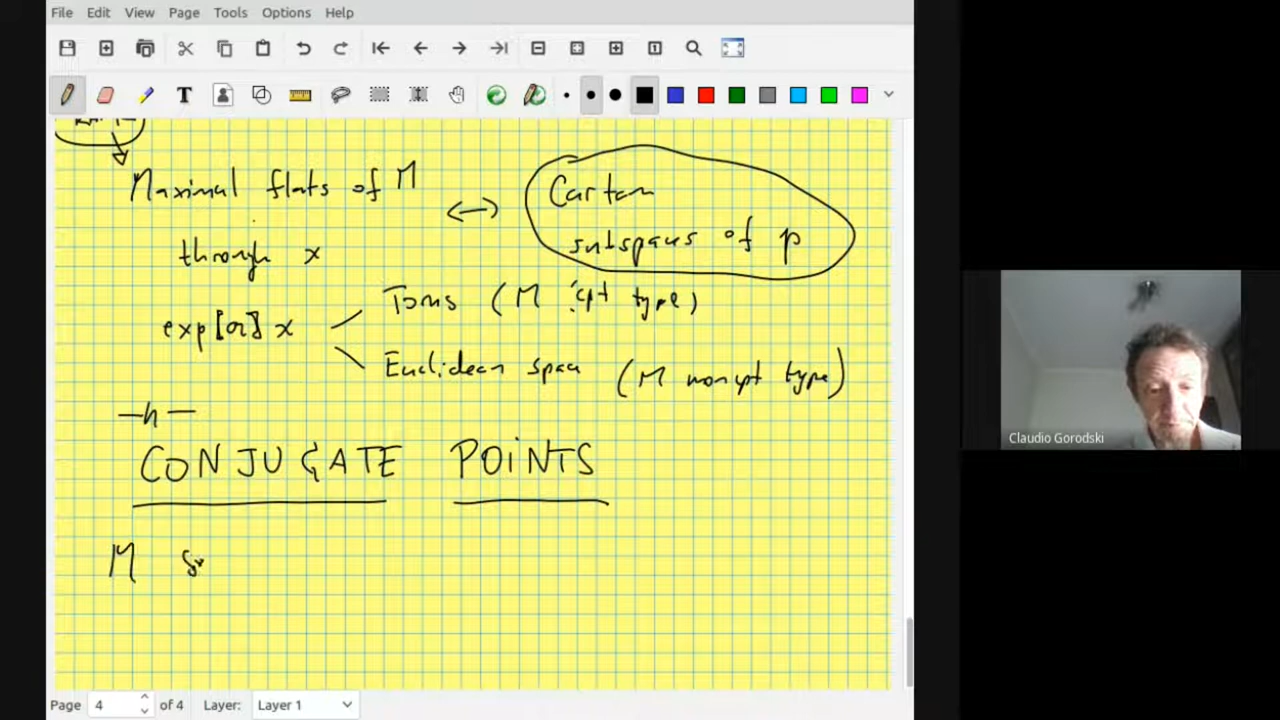 File Edit View Page Tools Options Help
Maximal flats of M ↔ Cartan
subspaces of p
through x
exp[a] x
Torus (M cpt type)
Euclidean space (M noncpt type)
CONJUGATE POINTS
M
Claudio Gorodski
Page 4 of 4 Layer: Layer 1